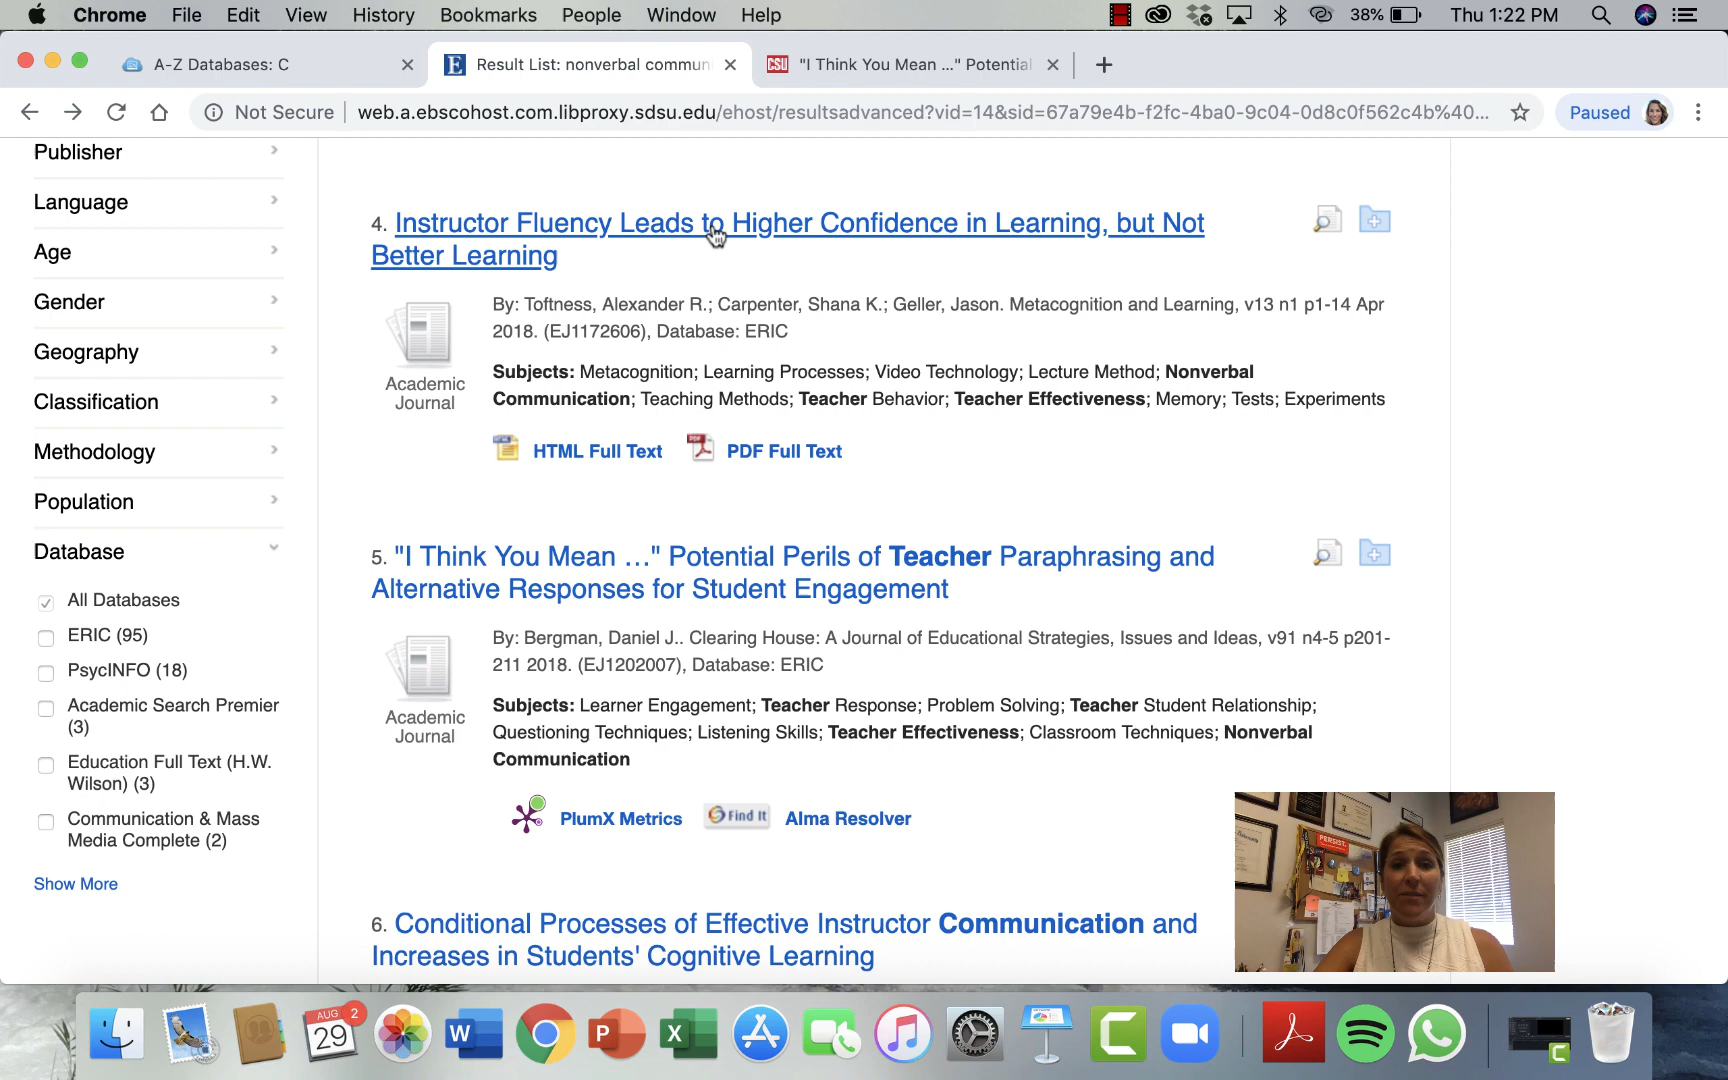 Chrome File Edit View History Bookmarks People Window Help 38% Thu 1:22 PM
A-Z Databases: C
Result List: nonverbal commun
CSU "I Think You Mean ..." Potential
Not Secure web.a.ebscohost.com.libproxy.sdsu.edu/ehost/resultsadvanced?vid=14&sid=67a79e4b-f2fc-4ba0-9c04-0d8c0f562c4b%40... Paused
Publisher
Language
Age
Gender
Geography
Classification
Methodology
Population
Database
All Databases
ERIC (95)
PsycINFO (18)
Academic Search Premier
(3)
Education Full Text (H.W.
Wilson) (3)
Communication & Mass
Media Complete (2)
Show More
4. Instructor Fluency Leads to Higher Confidence in Learning, but Not
Better Learning
Academic
Journal
By: Toftness, Alexander R.; Carpenter, Shana K.; Geller, Jason. Metacognition and Learning, v13 n1 p1-14 Apr
2018. (EJ1172606), Database: ERIC
Subjects: Metacognition; Learning Processes; Video Technology; Lecture Method; Nonverbal
Communication; Teaching Methods; Teacher Behavior; Teacher Effectiveness; Memory; Tests; Experiments
HTML Full Text PDF Full Text
5. "I Think You Mean …" Potential Perils of Teacher Paraphrasing and
Alternative Responses for Student Engagement
Academic
Journal
By: Bergman, Daniel J.. Clearing House: A Journal of Educational Strategies, Issues and Ideas, v91 n4-5 p201-
211 2018. (EJ1202007), Database: ERIC
Subjects: Learner Engagement; Teacher Response; Problem Solving; Teacher Student Relationship;
Questioning Techniques; Listening Skills; Teacher Effectiveness; Classroom Techniques; Nonverbal
Communication
PlumX Metrics Find It Alma Resolver
6. Conditional Processes of Effective Instructor Communication and
Increases in Students' Cognitive Learning
PERSIST.
AUG
29
2
W
P
X